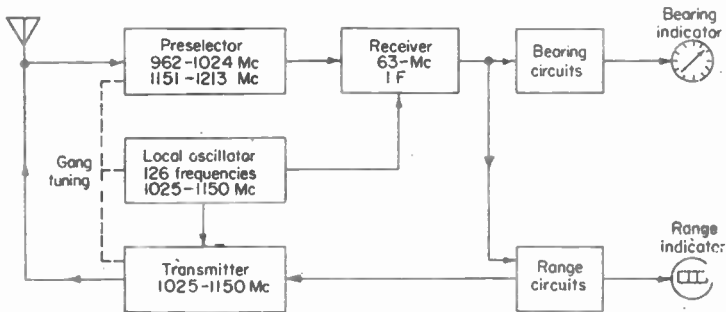 Preselector
962-1024 Mc
1151-1213 Mc
Receiver
63-Mc
IF
Bearing
circuits
Bearing
indicator
Gang
tuning
Local oscillator
126 frequencies
1025-1150 Mc
Transmitter
1025-1150 Mc
Range
circuits
Range
indicator